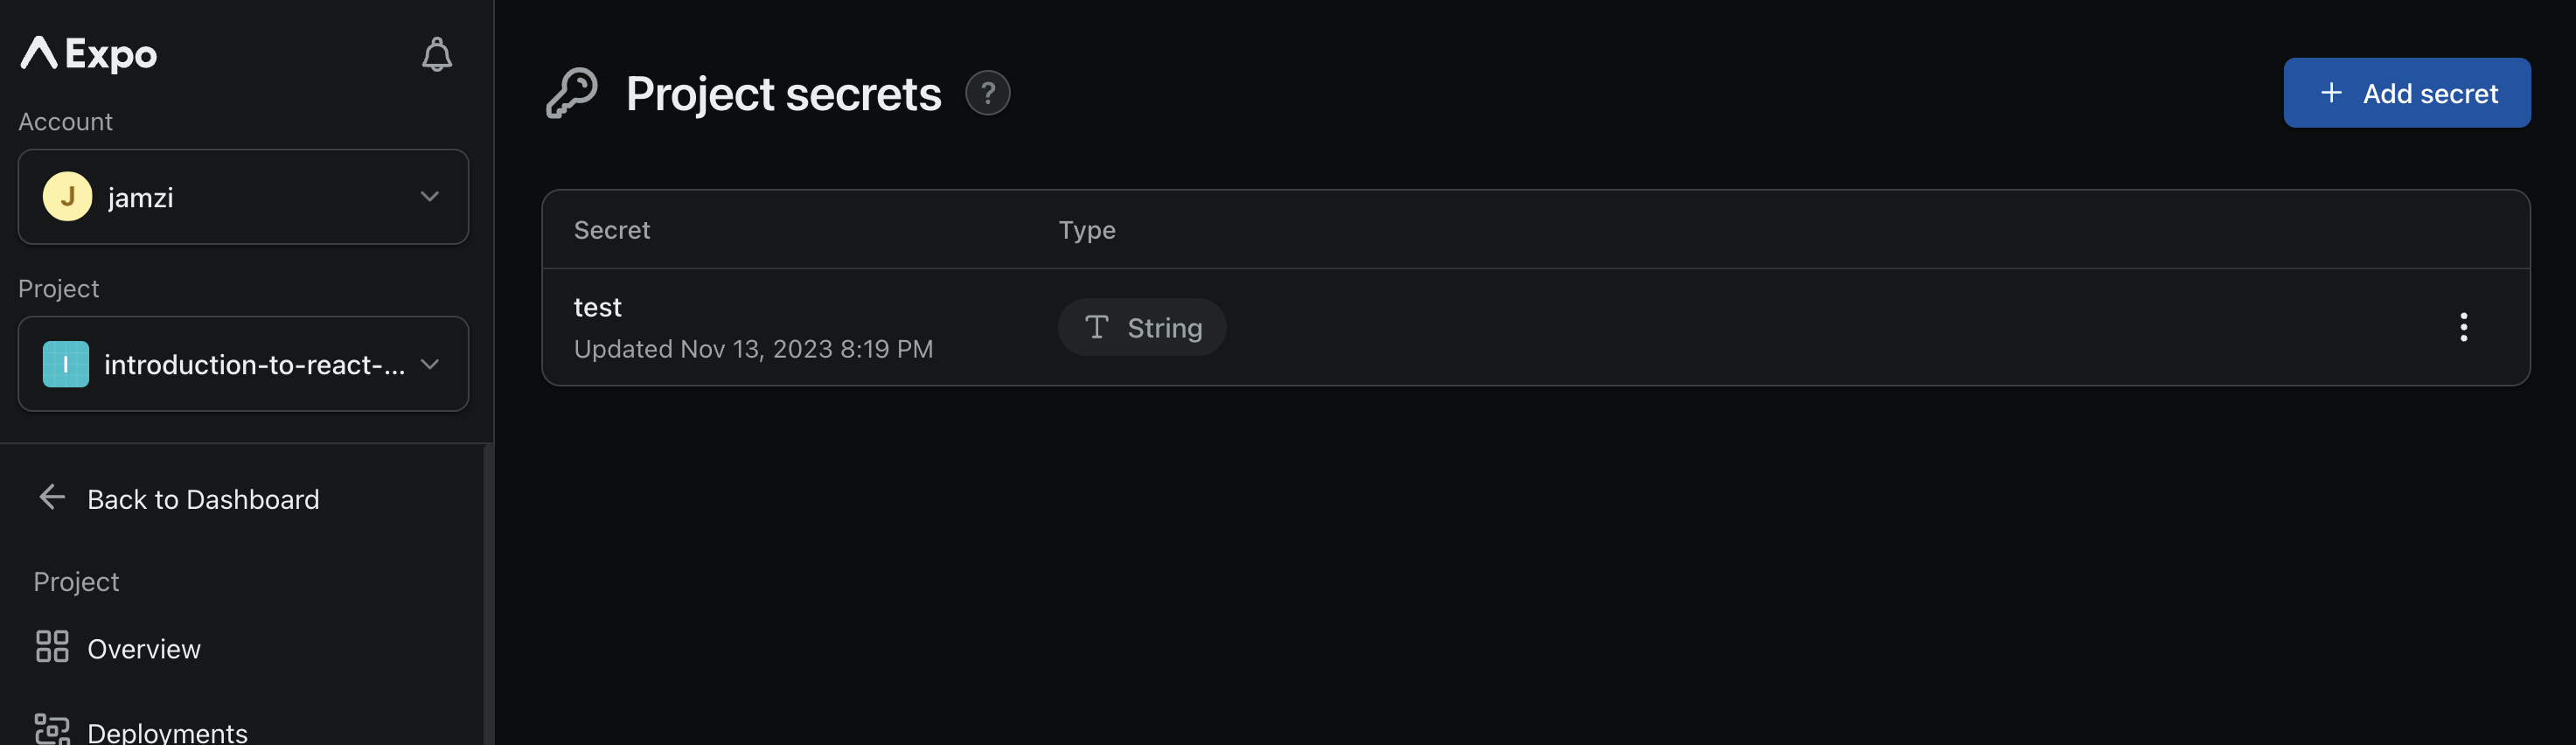 Expo
Account
J jamzi
Project
I introduction-to-react-...
Back to Dashboard
Project
Overview
Deployments
Project secrets ?
+ Add secret
Secret Type
test
Updated Nov 13, 2023 8:19 PM
T String